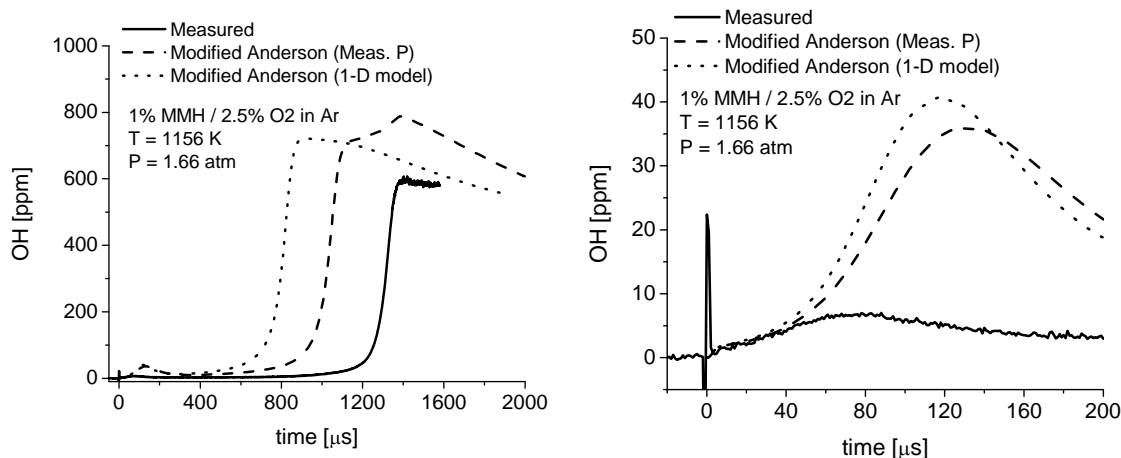 Measured
Modified Anderson (Meas. P)
Modified Anderson (1-D model)
1% MMH / 2.5% O2 in Ar
T = 1156 K
P = 1.66 atm
OH [ppm]
1000
800
600
400
200
0
0 400 800 1200 1600 2000
time [μs]
Measured
Modified Anderson (Meas. P)
Modified Anderson (1-D model)
1% MMH / 2.5% O2 in Ar
T = 1156 K
P = 1.66 atm
OH [ppm]
50
40
30
20
10
0
0 40 80 120 160 200
time [μs]